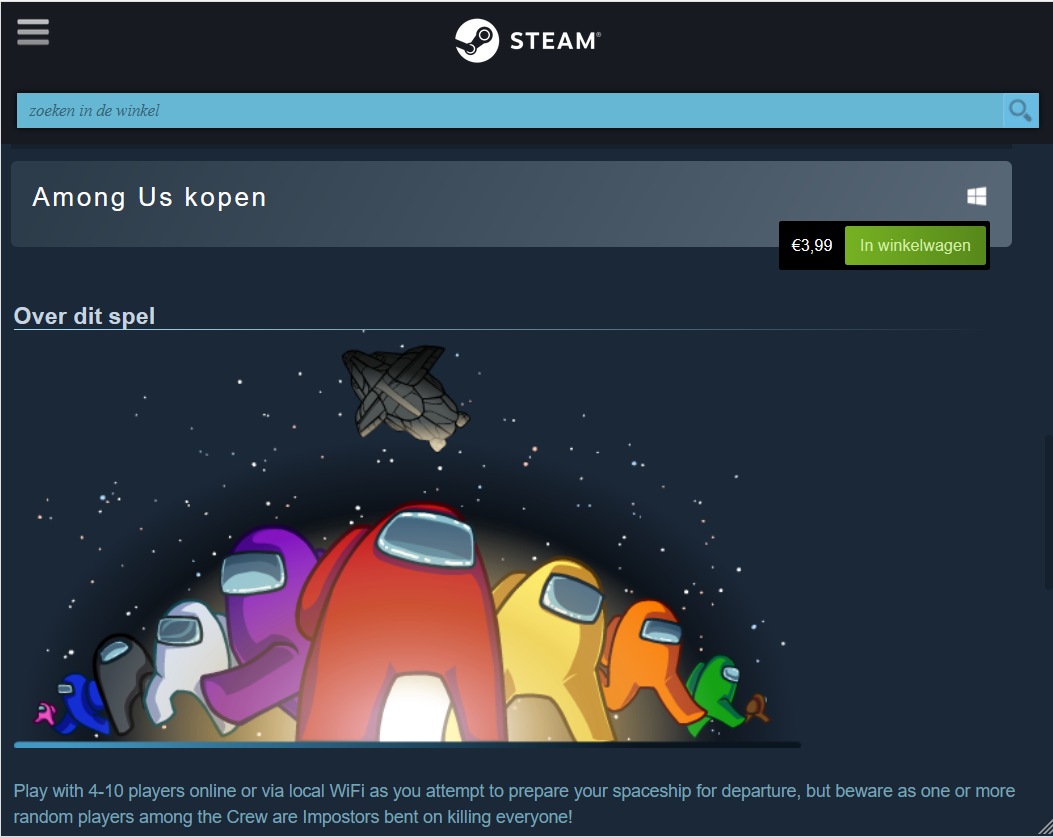 STEAM®
zoeken in de winkel
Among Us kopen
€3,99 In winkelwagen
Over dit spel
Play with 4-10 players online or via local WiFi as you attempt to prepare your spaceship for departure, but beware as one or more
random players among the Crew are Impostors bent on killing everyone!